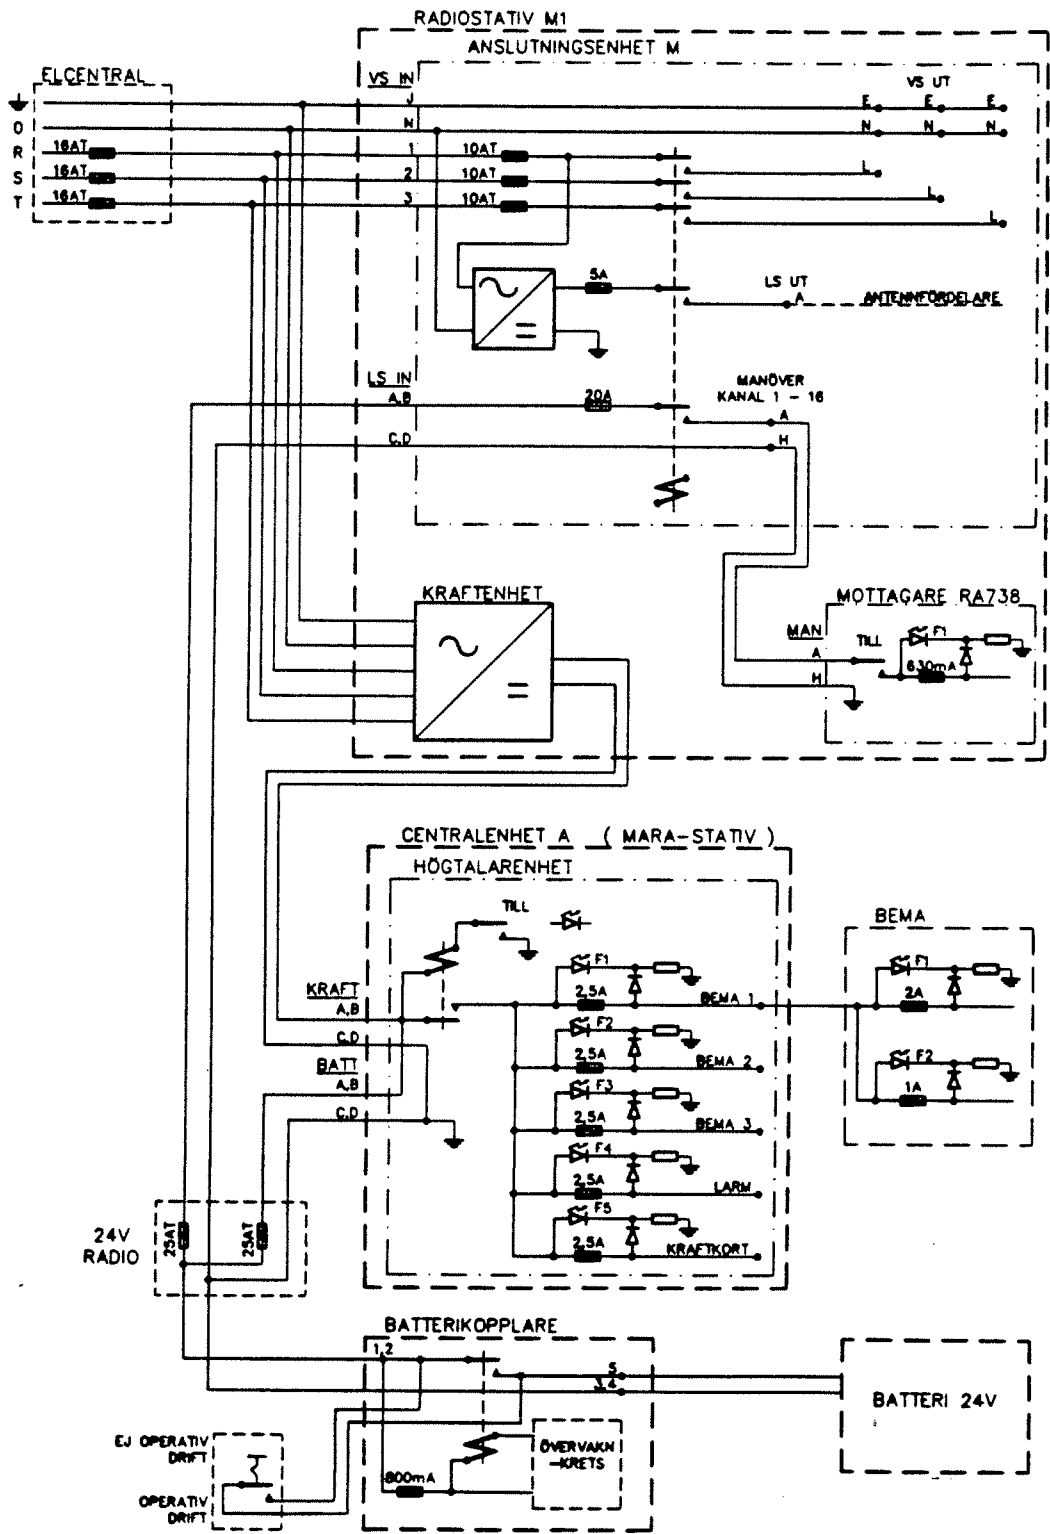 RADIOSTATIV M1
ANSLUTNINGSENHET M
ELCENTRAL
VS IN
VS UT
J
E E E
0
N
N N N
R
16AT
1
10AT
L
S
16AT
2
10AT
L
T
16AT
3
10AT
L
5A
LS UT
A
ANTENNFÖRDELARE
LS IN
A,B
20A
MANÖVER
KANAL 1 - 16
A
C,D
H
KRAFTENHET
MOTTAGARE RA738
MAN
TILL
F1
A
630mA
H
CENTRALENHET A ( MARA-STATIV )
HÖGTALARENHET
TILL
BEMA
F1
F1
KRAFT
A,B
2,5A
BEMA 1
2A
C,D
F2
BATT
2,5A
BEMA 2
F2
A,B
F3
1A
C,D
2,5A
BEMA 3
F4
2,5A
LARM
24V
RADIO
25AT
25AT
F5
2,5A
KRAFTKORT
BATTERIKOPPLARE
1,2
5
3,4
BATTERI 24V
EJ OPERATIV
DRIFT
ÖVERVAKN
-KRETS
800mA
OPERATIV
DRIFT